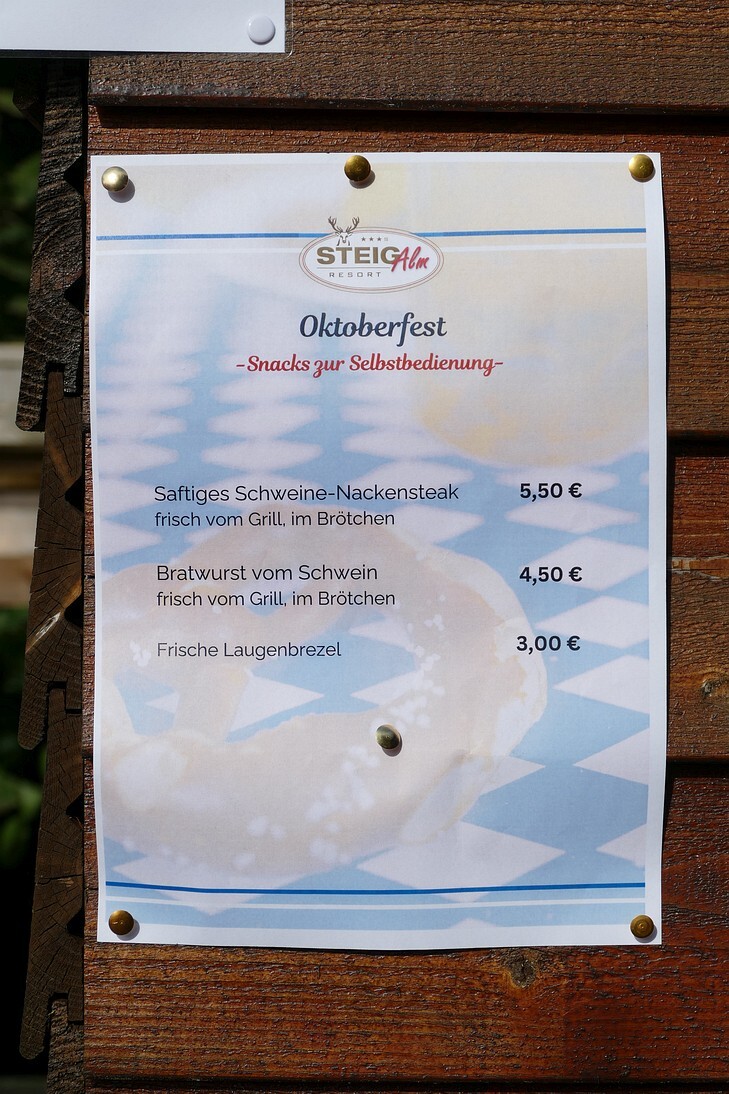 STEIG Alm
RESORT
Oktoberfest
-Snacks zur Selbstbedienung-
Saftiges Schweine-Nackensteak 5,50 €
frisch vom Grill, im Brötchen
Bratwurst vom Schwein 4,50 €
frisch vom Grill, im Brötchen
Frische Laugenbrezel 3,00 €